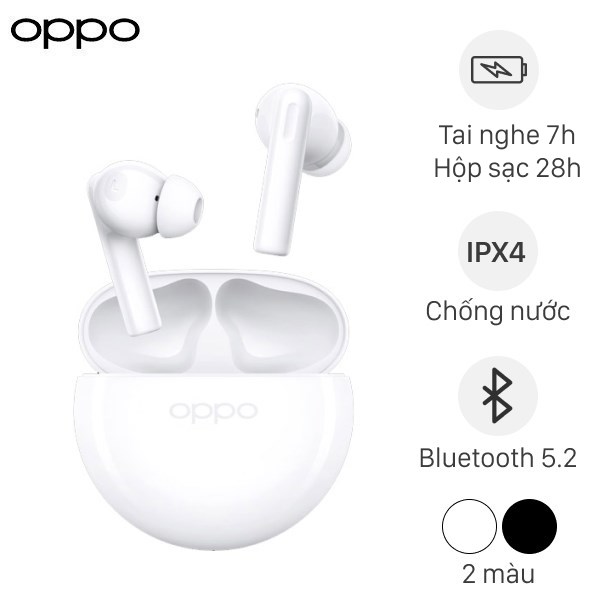 oppo
Tai nghe 7h
Hộp sạc 28h
IPX4
Chống nước
oppo
Bluetooth 5.2
2 màu